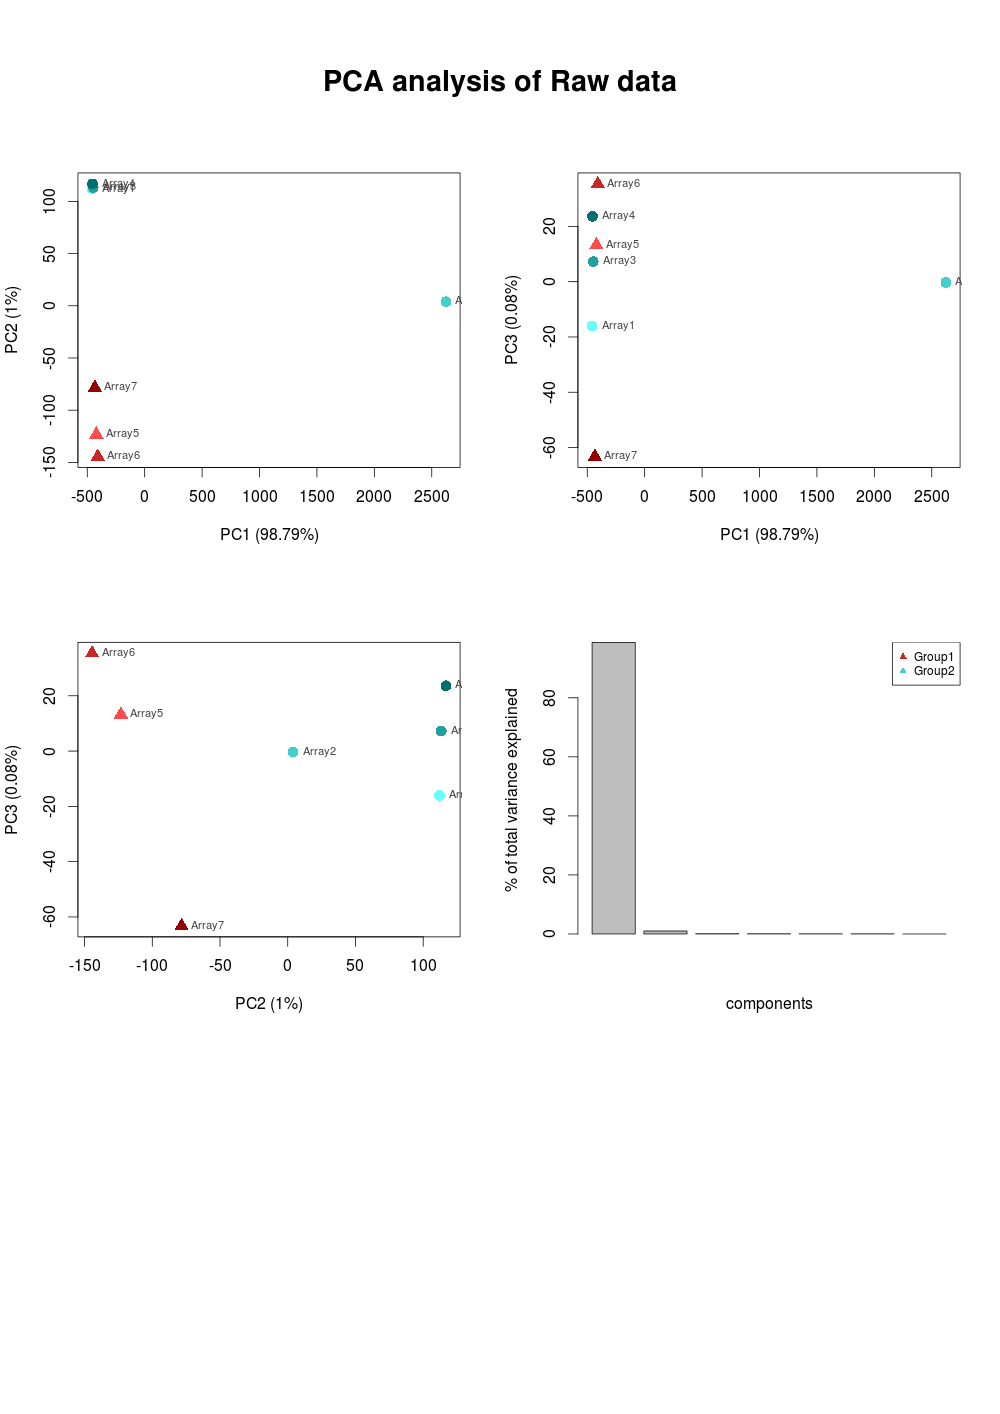 PCA analysis of Raw data
PC2 (1%)
100
50
0
-50
-100
-150
Array4
Array1
A
Array7
Array5
Array6
-500 0 500 1000 1500 2000 2500
PC1 (98.79%)
PC3 (0.08%)
20
0
-20
-40
-60
Array6
Array4
Array5
Array3
A
Array1
Array7
-500 0 500 1000 1500 2000 2500
PC1 (98.79%)
PC3 (0.08%)
20
0
-20
-40
-60
Array6
A
Array5
Ar
Array2
Arr
Array7
-150 -100 -50 0 50 100
PC2 (1%)
% of total variance explained
80
60
40
20
0
Group1
Group2
components